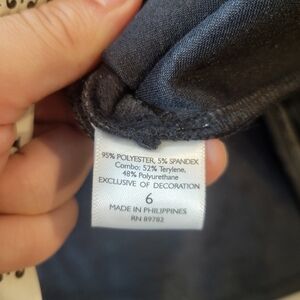 95% POLYESTER, 5% SPANDEX
Combo: 52% Terylene,
48% Polyurethane
EXCLUSIVE OF DECORATION
6
MADE IN PHILIPPINES
RN 89782